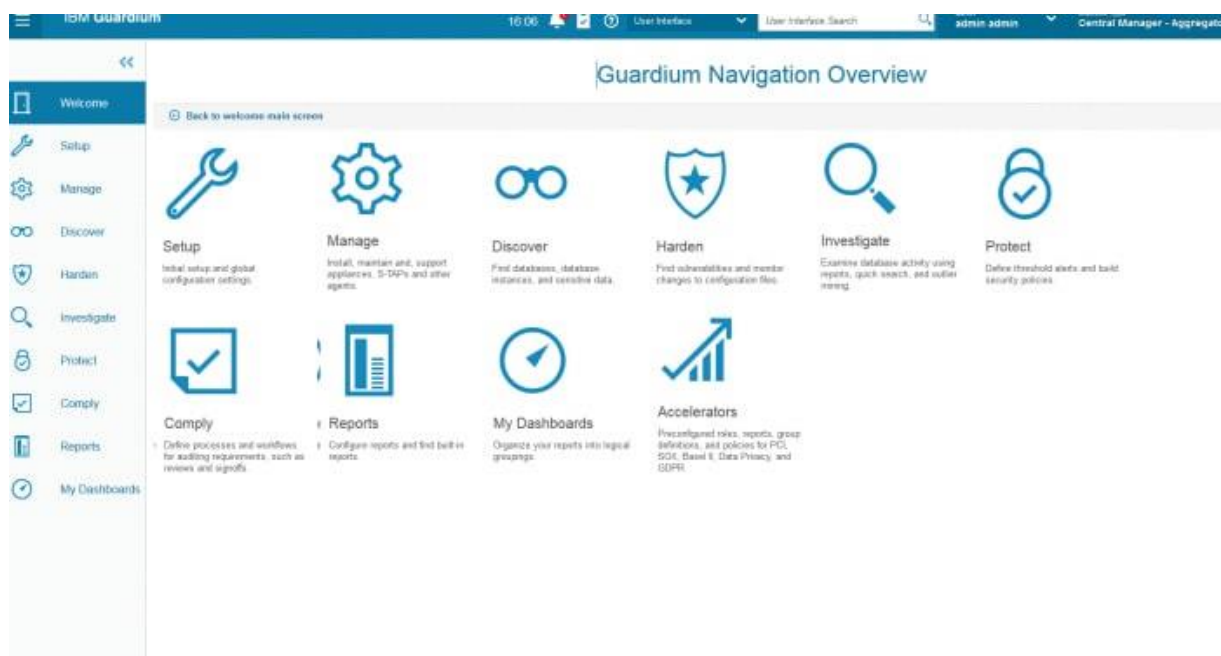 IBM Guardium
16:06
User Interface
User Interface Search
admin admin
Central Manager - Aggregato
Guardium Navigation Overview
Welcome
Back to welcome main screen
Setup
Manage
Discover
Harden
Investigate
Protect
Comply
Reports
My Dashboards
Setup
Initial setup and global
configuration settings.
Manage
Install, maintain and, support
appliances, S-TAPs and other
agents.
Discover
Find databases, database
instances, and sensitive data.
Harden
Find vulnerabilities and monitor
changes to configuration files.
Investigate
Examine database activity using
reports, quick search, and outlier
mining.
Protect
Define threshold alerts and build
security policies.
Comply
Define processes and workflows
for auditing requirements, such as
reviews and signoffs.
Reports
Configure reports and find built-in
reports.
My Dashboards
Organize your reports into logical
groupings.
Accelerators
Preconfigured roles, reports, group
definitions, and policies for PCI,
SOX, Basel II, Data Privacy, and
GDPR.